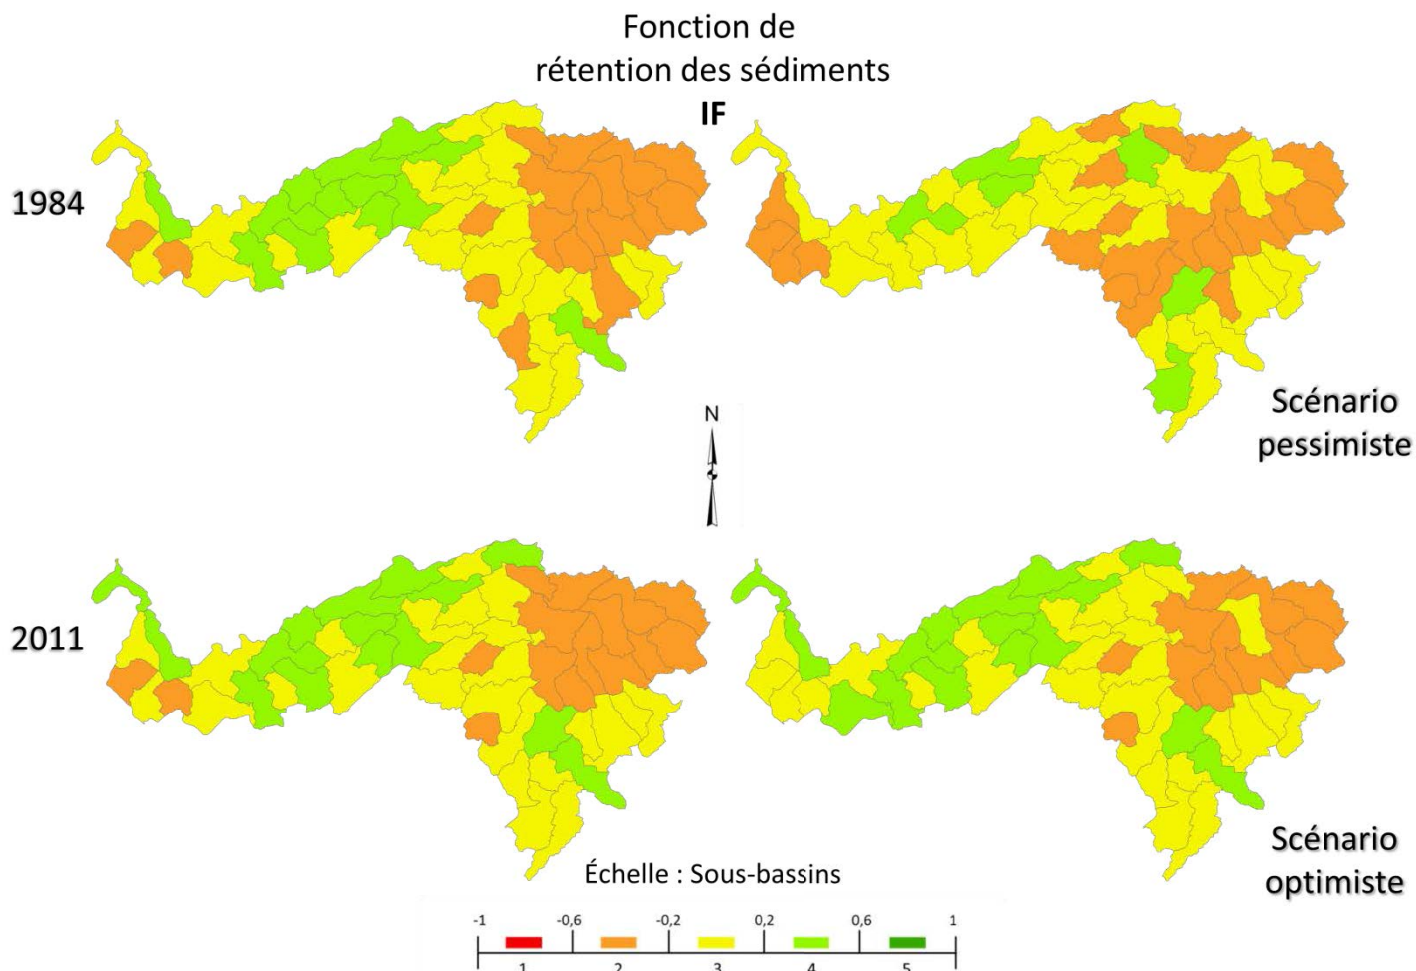 Fonction de
rétention des sédiments
IF
1984
Scénario
pessimiste
N
2011
Scénario
optimiste
Échelle : Sous-bassins
-1 -0,6 -0,2 0,2 0,6 1
1 2 3 4 5